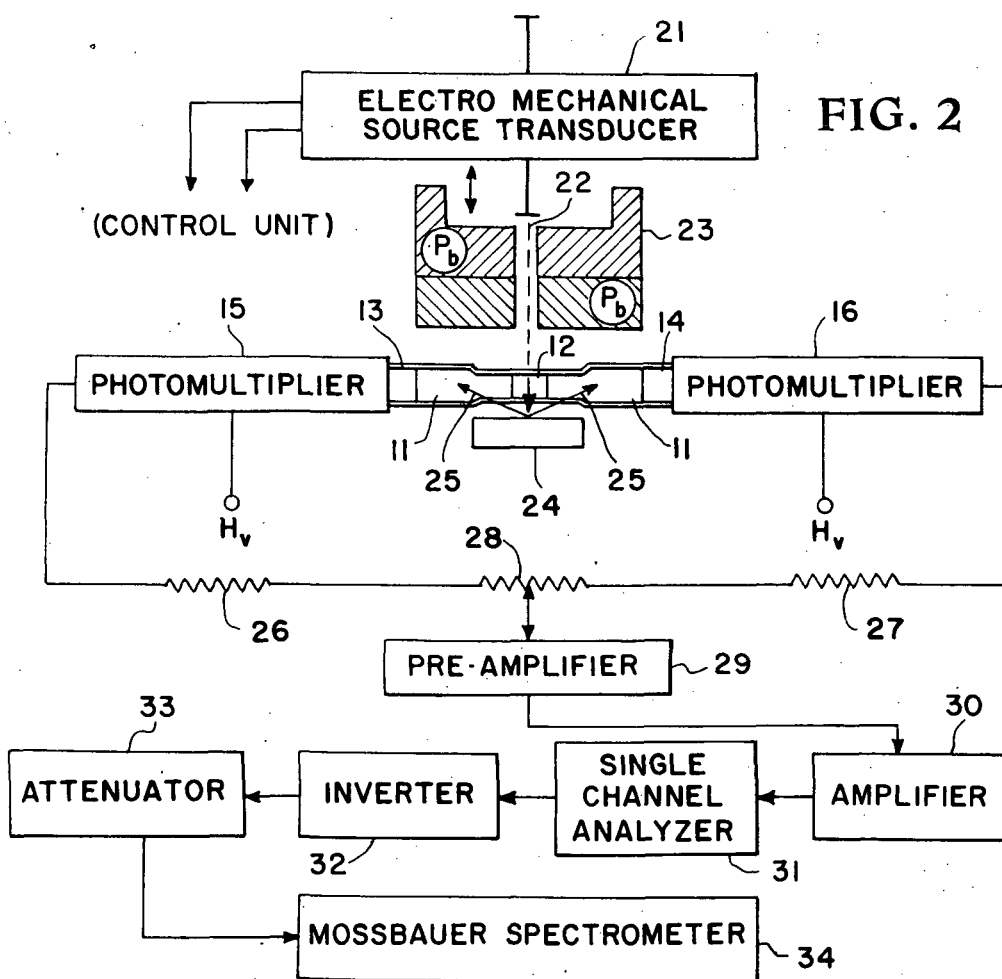 21
ELECTRO MECHANICAL
SOURCE TRANSDUCER
FIG. 2
(CONTROL UNIT)
22
23
Pb
Pb
15
13
12
14
16
PHOTOMULTIPLIER
PHOTOMULTIPLIER
11
25
24
25
11
Hv
Hv
28
26
27
PRE-AMPLIFIER
29
33
30
ATTENUATOR
INVERTER
SINGLE
CHANNEL
ANALYZER
AMPLIFIER
32
31
MOSSBAUER SPECTROMETER
34